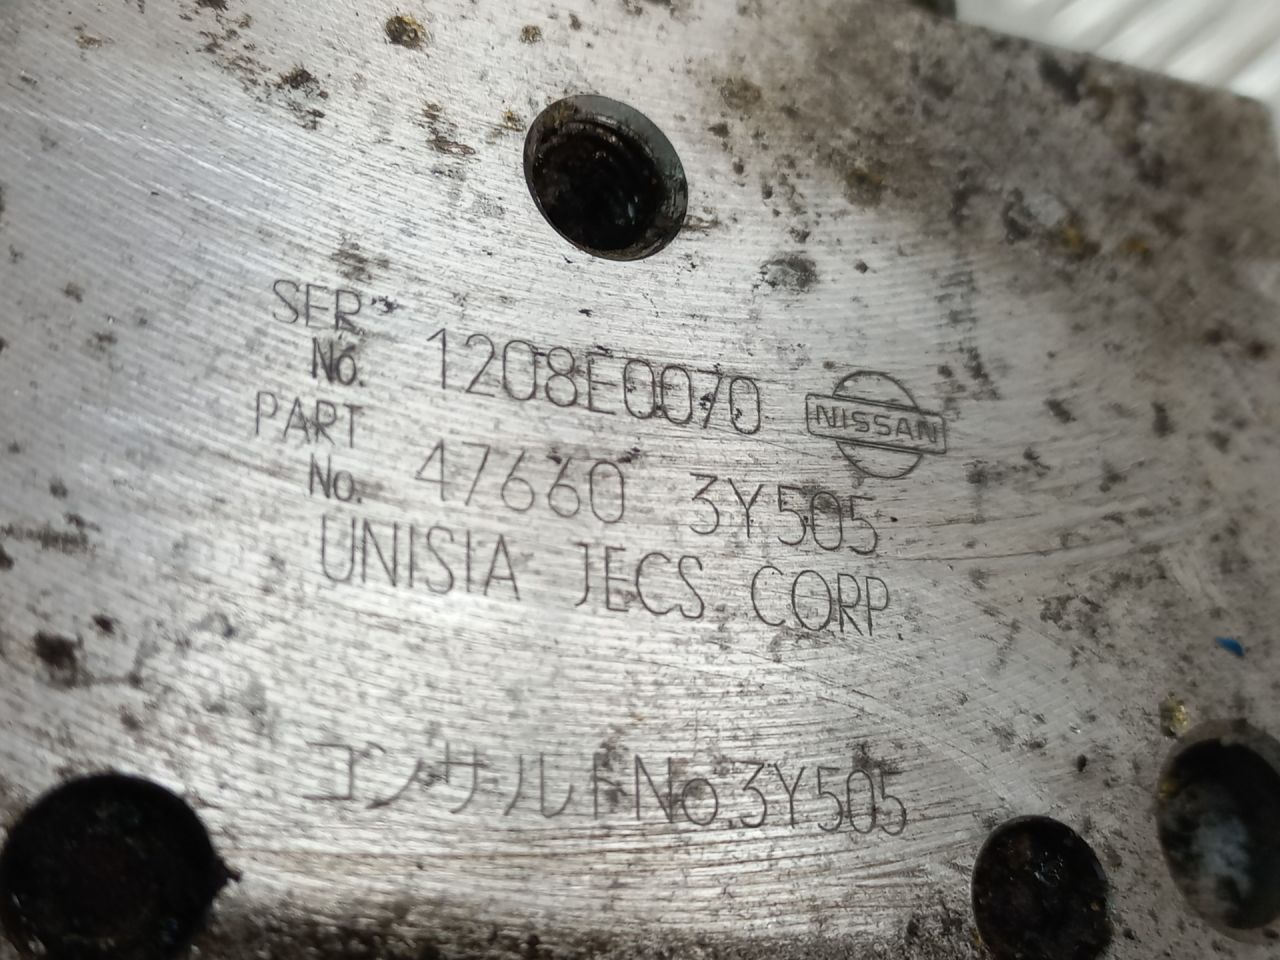 SER
No. 1208E0070
NISSAN
PART
No. 47660 3Y505
UNISIA JECS CORP
コンサルトNo.3Y505